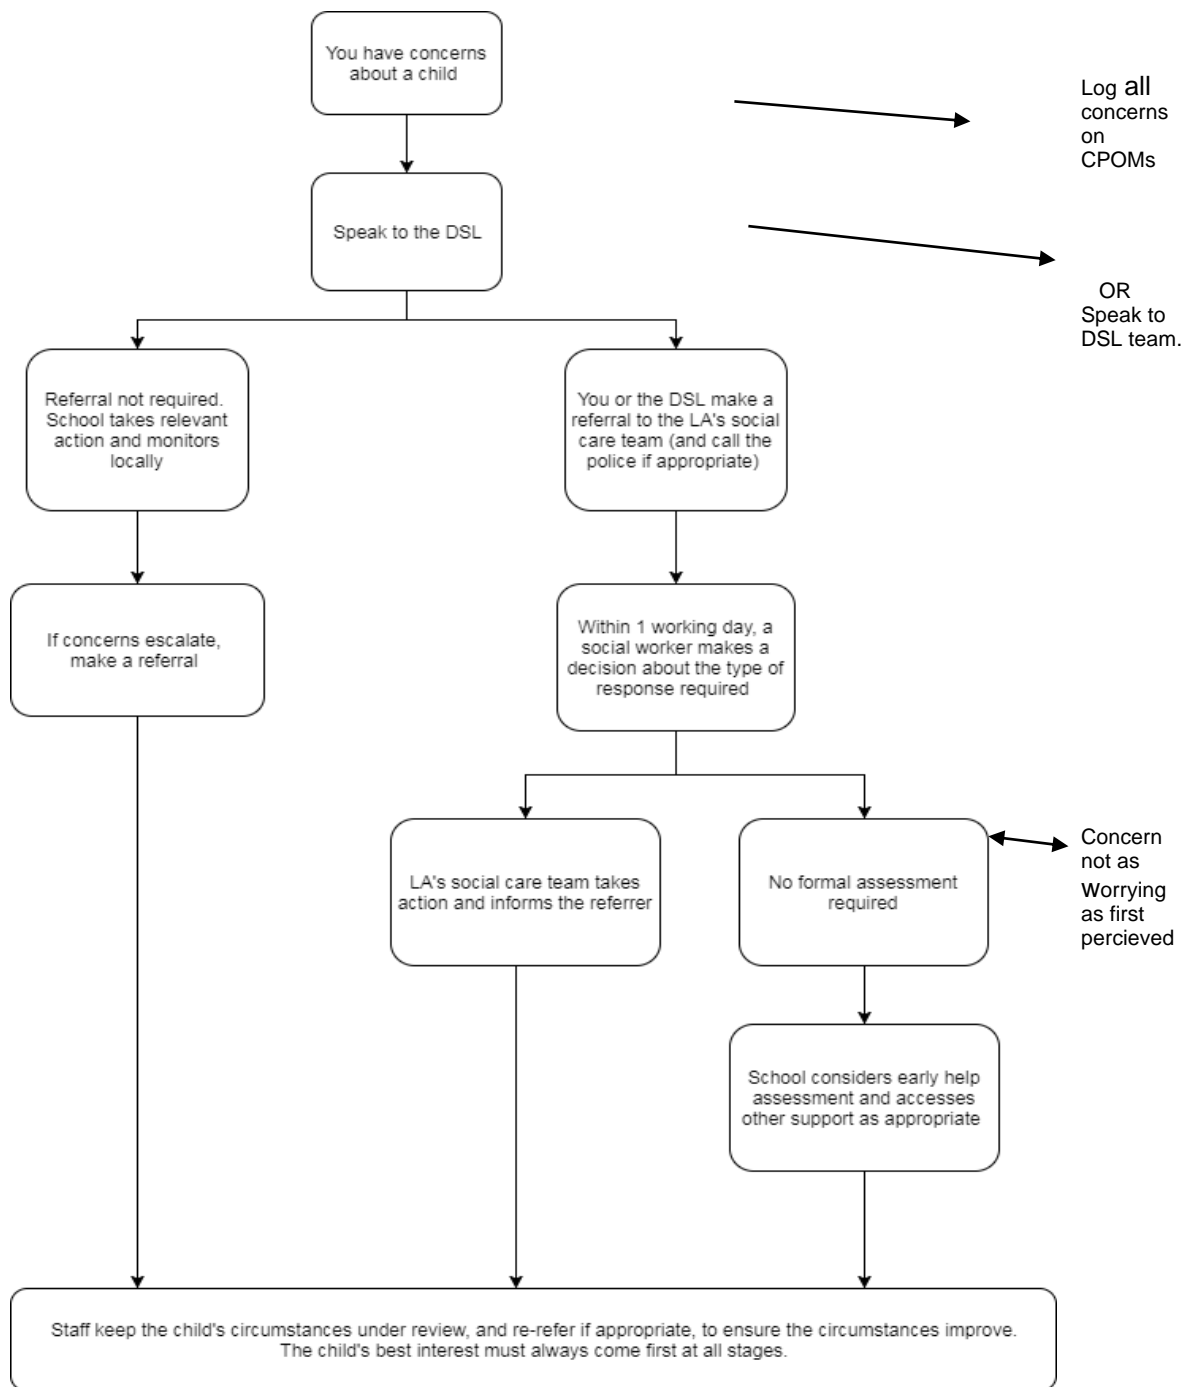 You have concerns
about a child
Log all
concerns
on
CPOMs
Speak to the DSL
OR
Speak to
DSL team.
Referral not required.
School takes relevant
action and monitors
locally
You or the DSL make a
referral to the LA's social
care team (and call the
police if appropriate)
If concerns escalate,
make a referral
Within 1 working day, a
social worker makes a
decision about the type of
response required
LA's social care team takes
action and informs the referrer
No formal assessment
required
Concern
not as
worrying
as first
percieved
School considers early help
assessment and accesses
other support as appropriate
Staff keep the child's circumstances under review, and re-refer if appropriate, to ensure the circumstances improve.
The child's best interest must always come first at all stages.